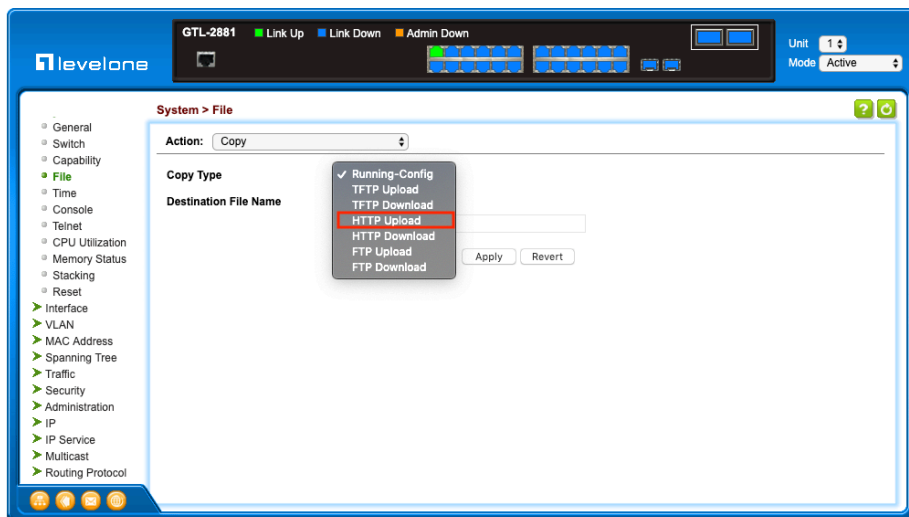 GTL-2881 Link Up Link Down Admin Down
levelone
Unit 1
Mode Active
System > File
?
General
Switch
Capability
File
Time
Console
Telnet
CPU Utilization
Memory Status
Stacking
Reset
Interface
VLAN
MAC Address
Spanning Tree
Traffic
Security
Administration
IP
IP Service
Multicast
Routing Protocol
Action: Copy
Copy Type
✓ Running-Config
TFTP Upload
TFTP Download
HTTP Upload
HTTP Download
FTP Upload
FTP Download
Destination File Name
Apply Revert